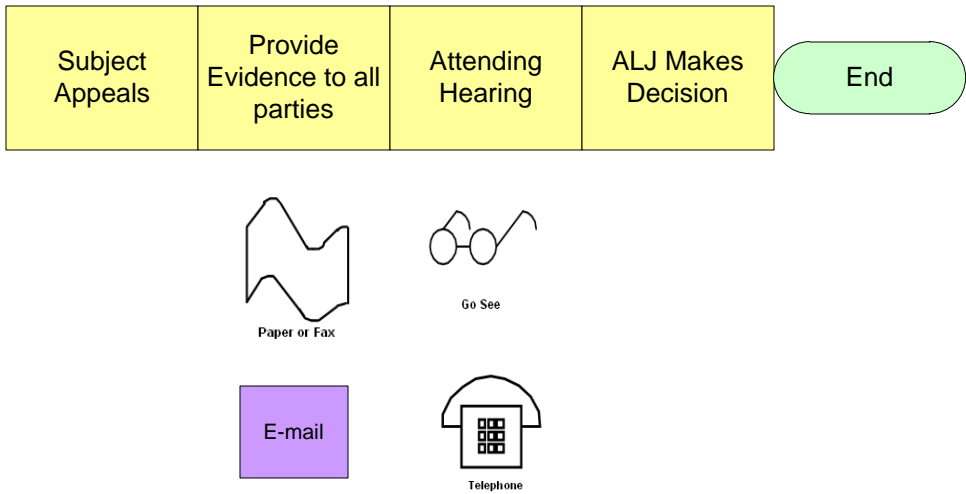 Subject
Appeals
Provide
Evidence to all
parties
Attending
Hearing
ALJ Makes
Decision
End
Paper or Fax
Go See
E-mail
Telephone